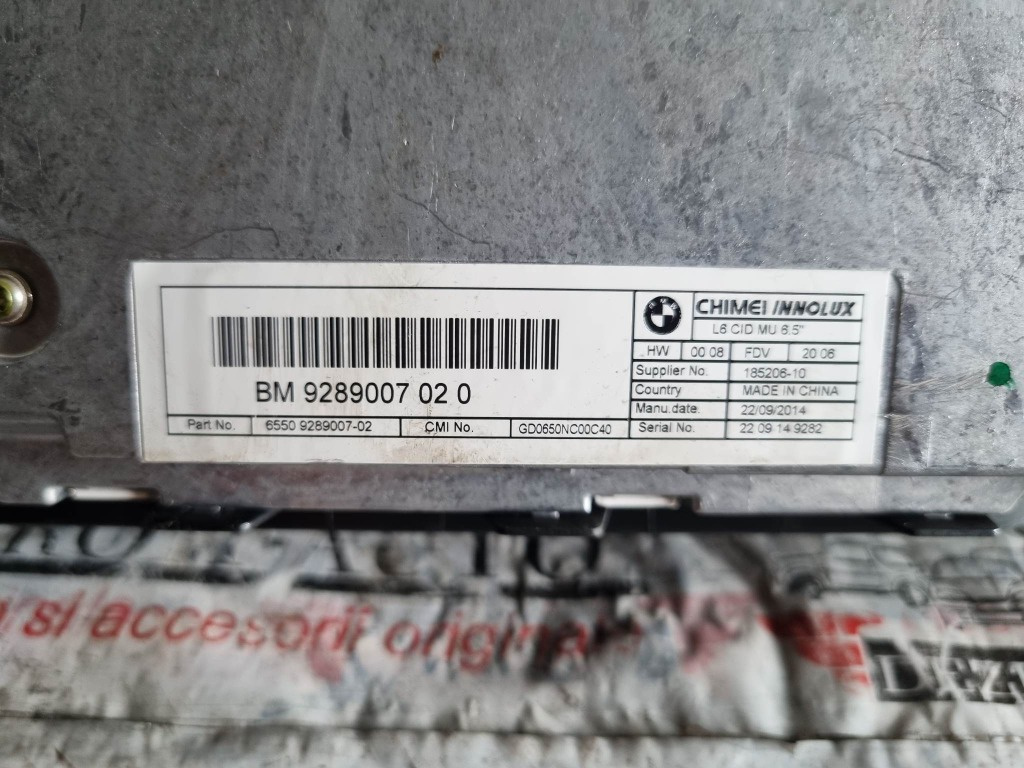 BMW
CHIMEI INNOLUX
L6 CID MU 6.5"
HW 00 08 FDV 20 06
Supplier No. 185206-10
Country MADE IN CHINA
Manu.date. 22/09/2014
Serial No. 22 09 14 9282
BM 9289007 02 0
Part No. 6550 9289007-02 CMI No. GD0650NC00C40
si accesorii originale